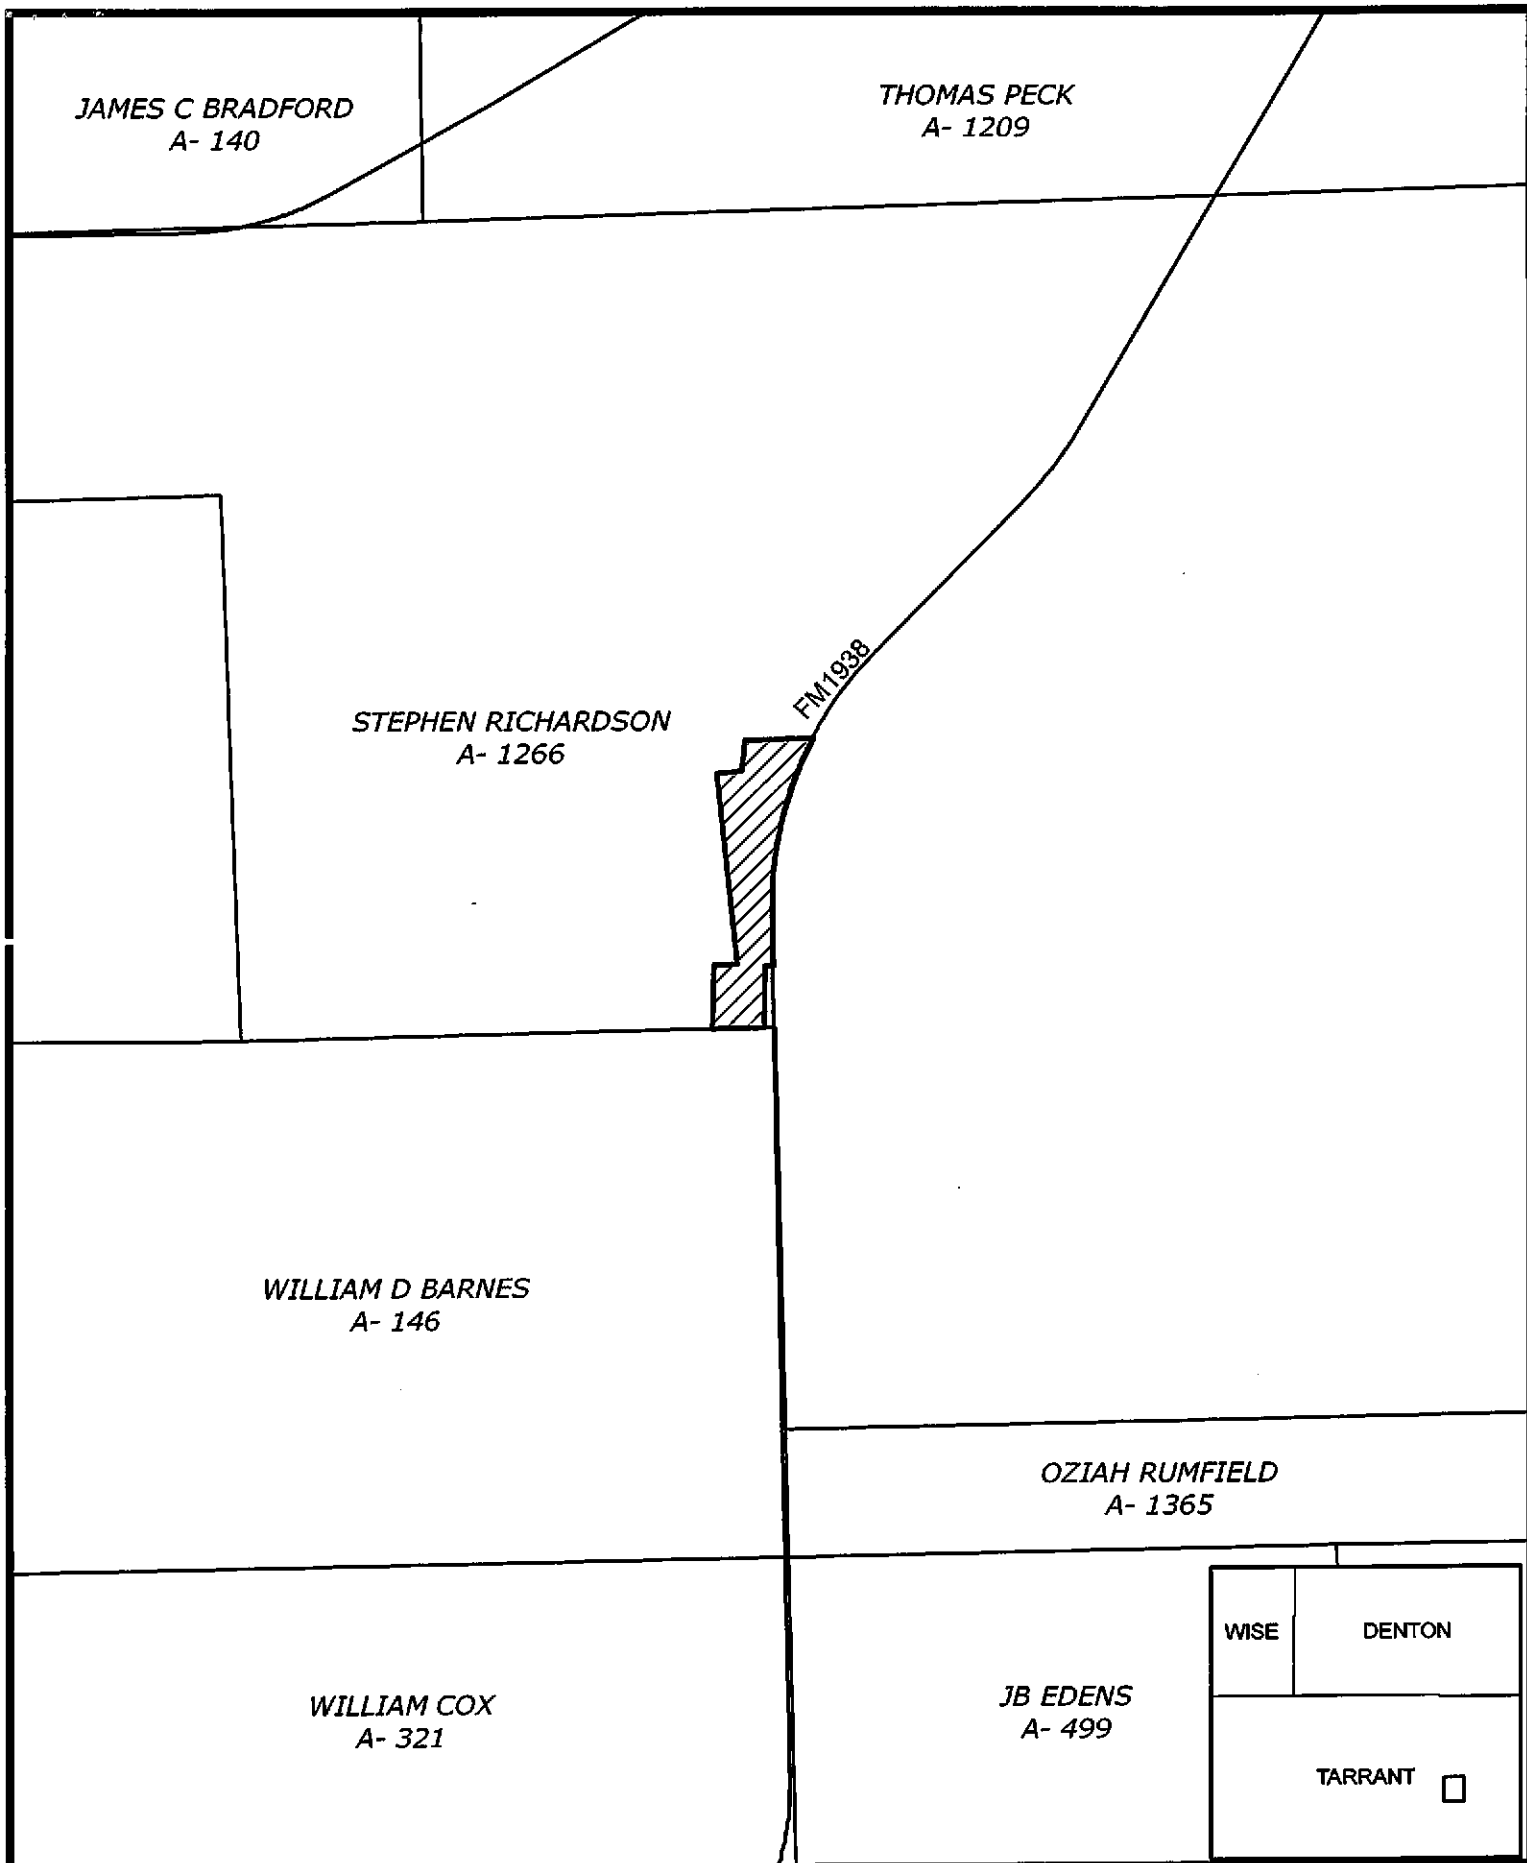 JAMES C BRADFORD
A- 140
THOMAS PECK
A- 1209
FM1938
STEPHEN RICHARDSON
A- 1266
WILLIAM D BARNES
A- 146
OZIAH RUMFIELD
A- 1365
WISE
DENTON
WILLIAM COX
A- 321
JB EDENS
A- 499
TARRANT